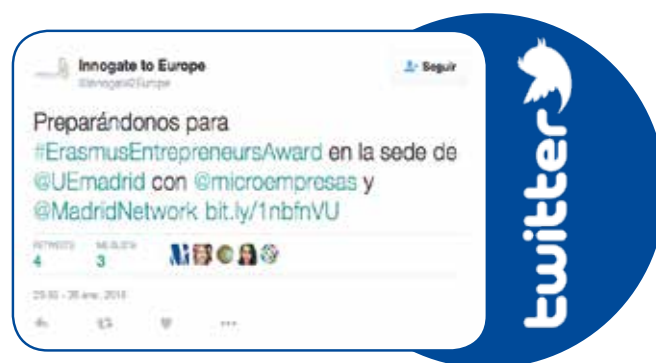 Innogate to Europe
Seguir
Preparándonos para
#ErasmusEntrepreneursAward en la sede de
@UEmadrid con @microempresas y
@MadridNetwork bit.ly/1nbfnVU
RETWEETS
4
3
twitter